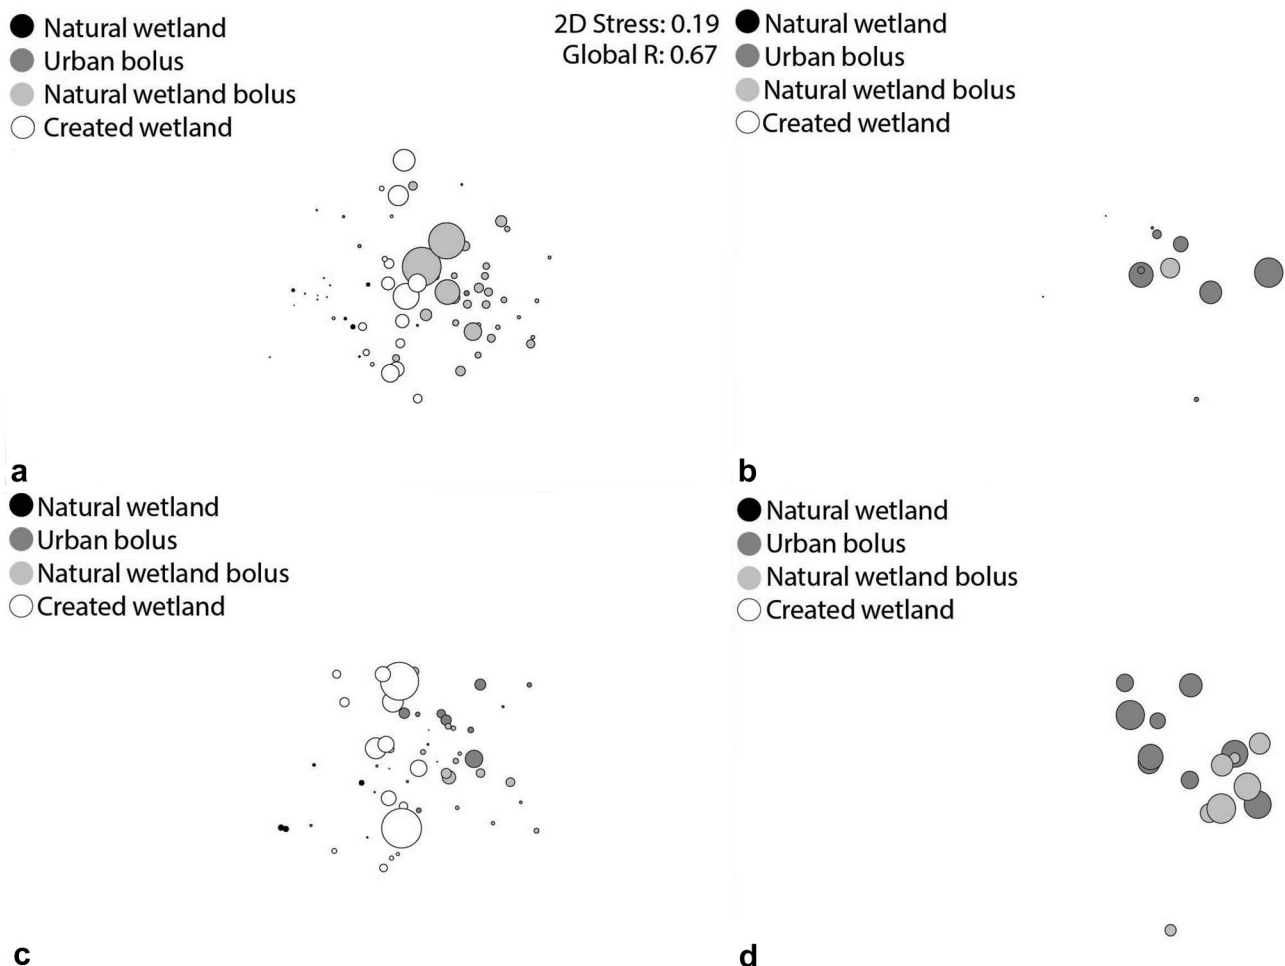 Natural wetland
Urban bolus
Natural wetland bolus
Created wetland
2D Stress: 0.19
Global R: 0.67
a
Natural wetland
Urban bolus
Natural wetland bolus
Created wetland
b
Natural wetland
Urban bolus
Natural wetland bolus
Created wetland
c
Natural wetland
Urban bolus
Natural wetland bolus
Created wetland
d